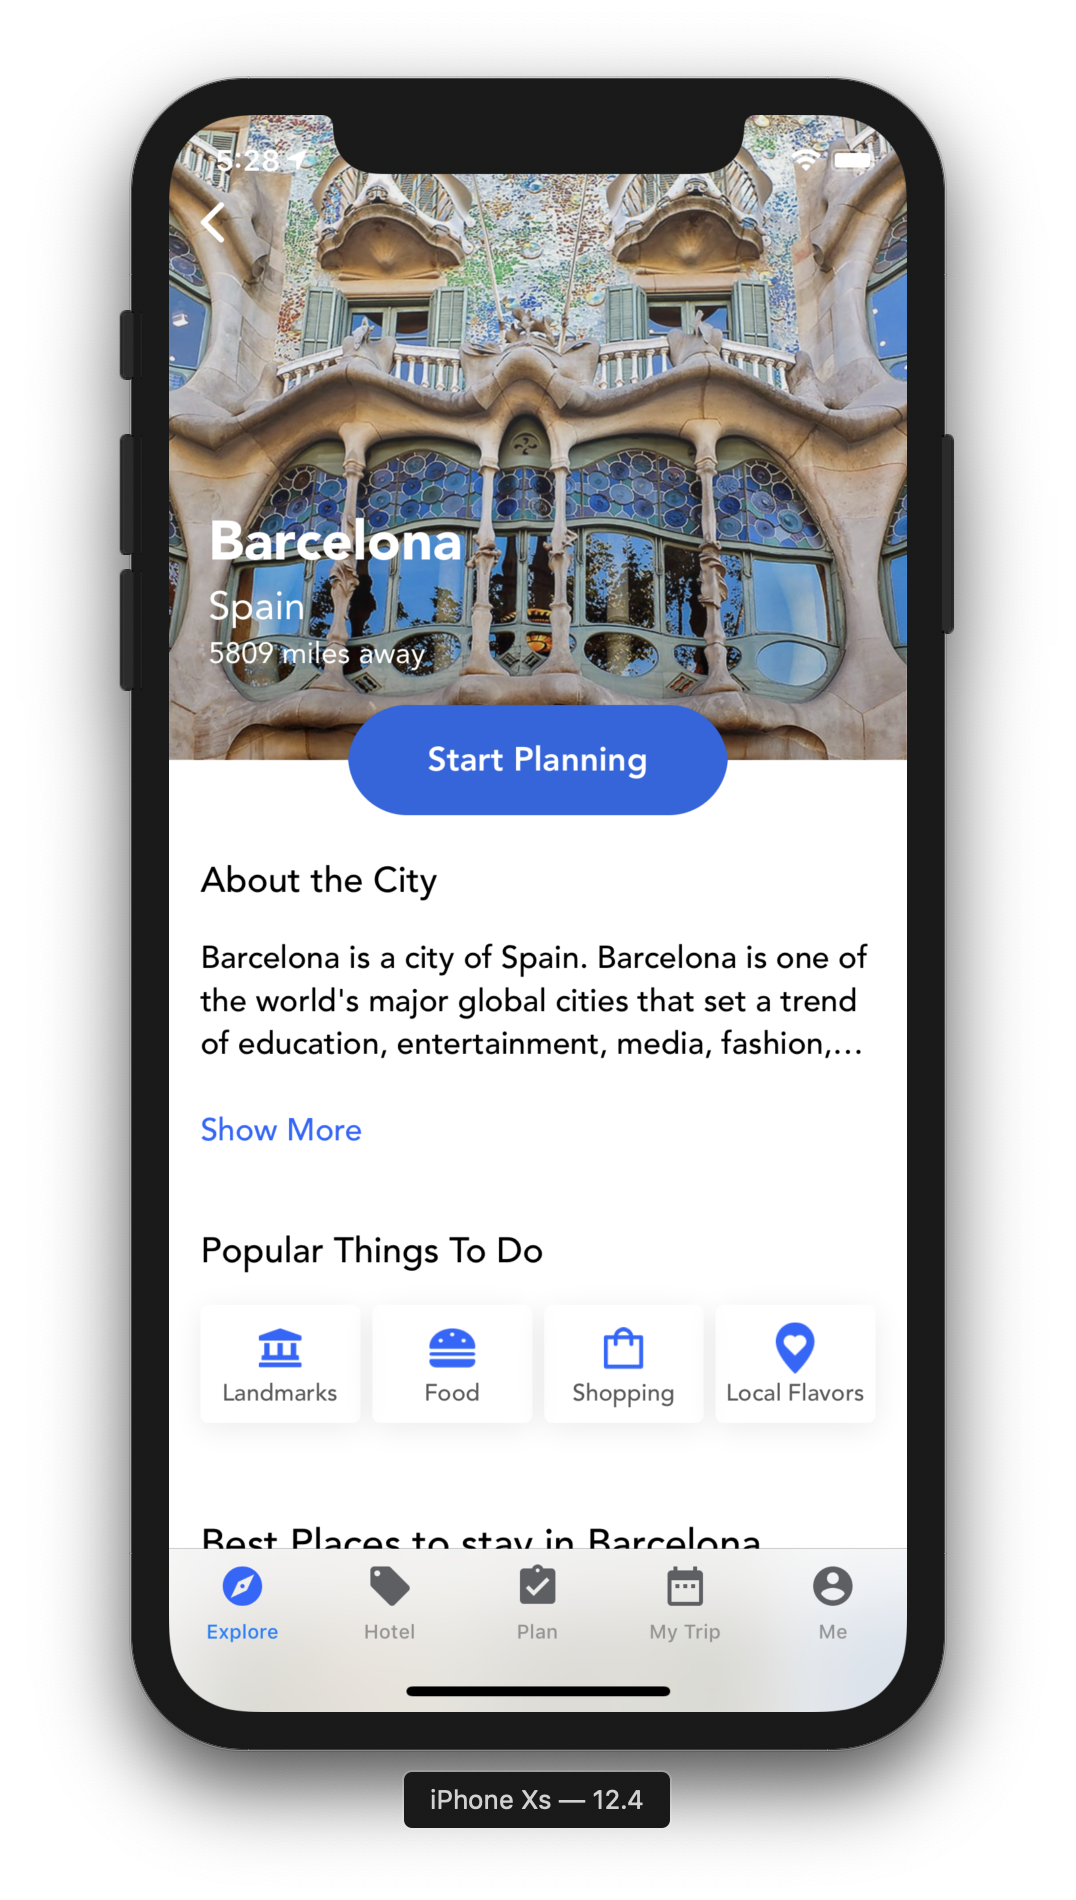 5:28
Barcelona
Spain
5809 miles away
Start Planning
About the City
Barcelona is a city of Spain. Barcelona is one of
the world's major global cities that set a trend
of education, entertainment, media, fashion,...
Show More
Popular Things To Do
Landmarks Food Shopping Local Flavors
Best Places to stay in Barcelona
Explore Hotel Plan My Trip Me
iPhone Xs — 12.4